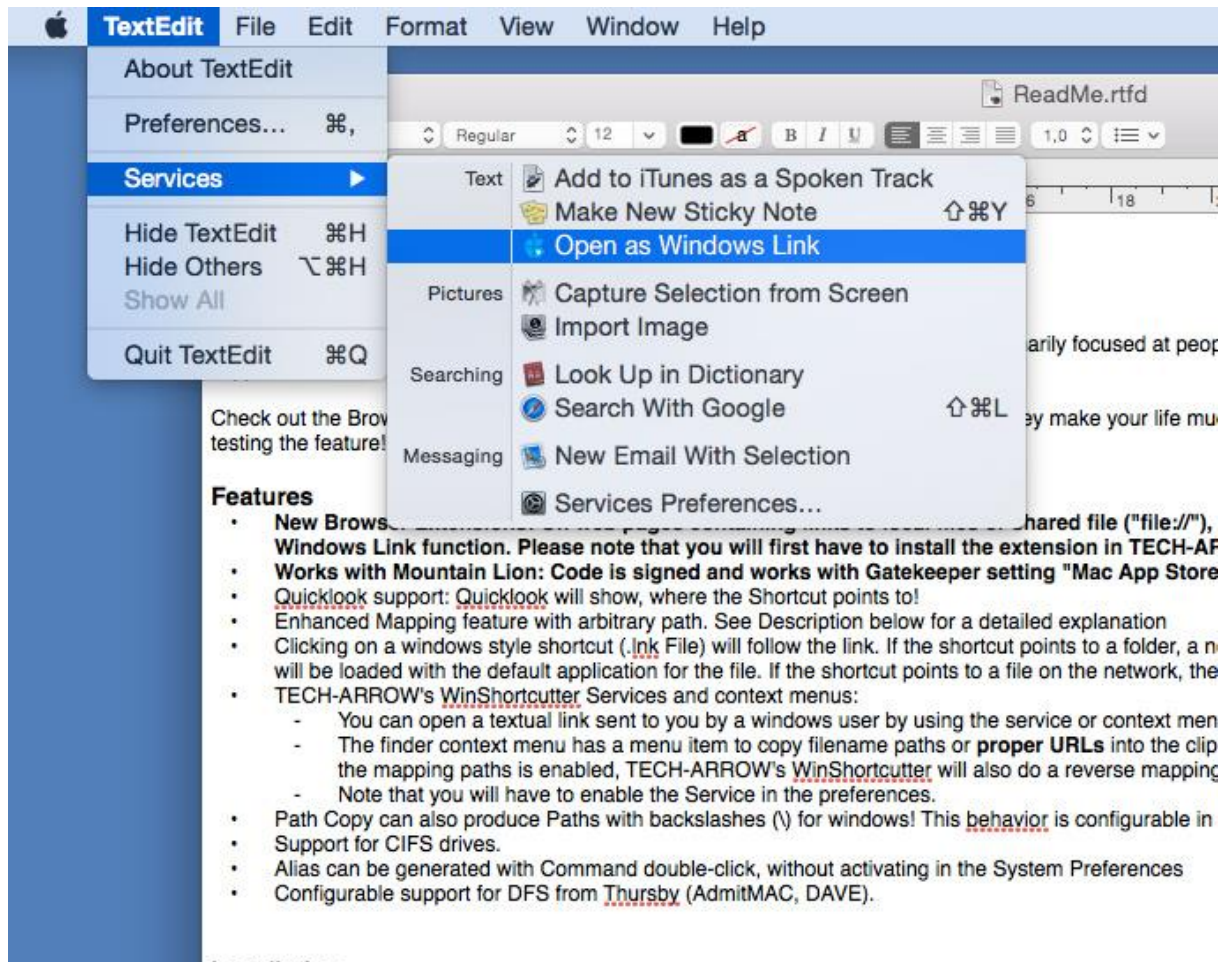 TextEdit File Edit Format View Window Help
About TextEdit
Preferences... ⌘,
Services ▶
Hide TextEdit ⌘H
Hide Others ⌥⌘H
Show All
Quit TextEdit ⌘Q
ReadMe.rtfd
Regular 12 a B I U 1,0
18
Text Add to iTunes as a Spoken Track
Make New Sticky Note ⇧⌘Y
Open as Windows Link
Pictures Capture Selection from Screen
Import Image
Searching Look Up in Dictionary
Search With Google ⇧⌘L
Messaging New Email With Selection
Services Preferences...
arily focused at peop
Check out the Brow ey make your life muc
testing the feature!
Features
• New Brows hared file ("file://"),
Windows Link function. Please note that you will first have to install the extension in TECH-AR
• Works with Mountain Lion: Code is signed and works with Gatekeeper setting "Mac App Store
• Quicklook support: Quicklook will show, where the Shortcut points to!
• Enhanced Mapping feature with arbitrary path. See Description below for a detailed explanation
• Clicking on a windows style shortcut (.lnk File) will follow the link. If the shortcut points to a folder, a ne
will be loaded with the default application for the file. If the shortcut points to a file on the network, the
• TECH-ARROW's WinShortcutter Services and context menus:
- You can open a textual link sent to you by a windows user by using the service or context men
- The finder context menu has a menu item to copy filename paths or proper URLs into the clip
the mapping paths is enabled, TECH-ARROW's WinShortcutter will also do a reverse mapping
- Note that you will have to enable the Service in the preferences.
• Path Copy can also produce Paths with backslashes (\) for windows! This behavior is configurable in
• Support for CIFS drives.
• Alias can be generated with Command double-click, without activating in the System Preferences
• Configurable support for DFS from Thursby (AdmitMAC, DAVE).